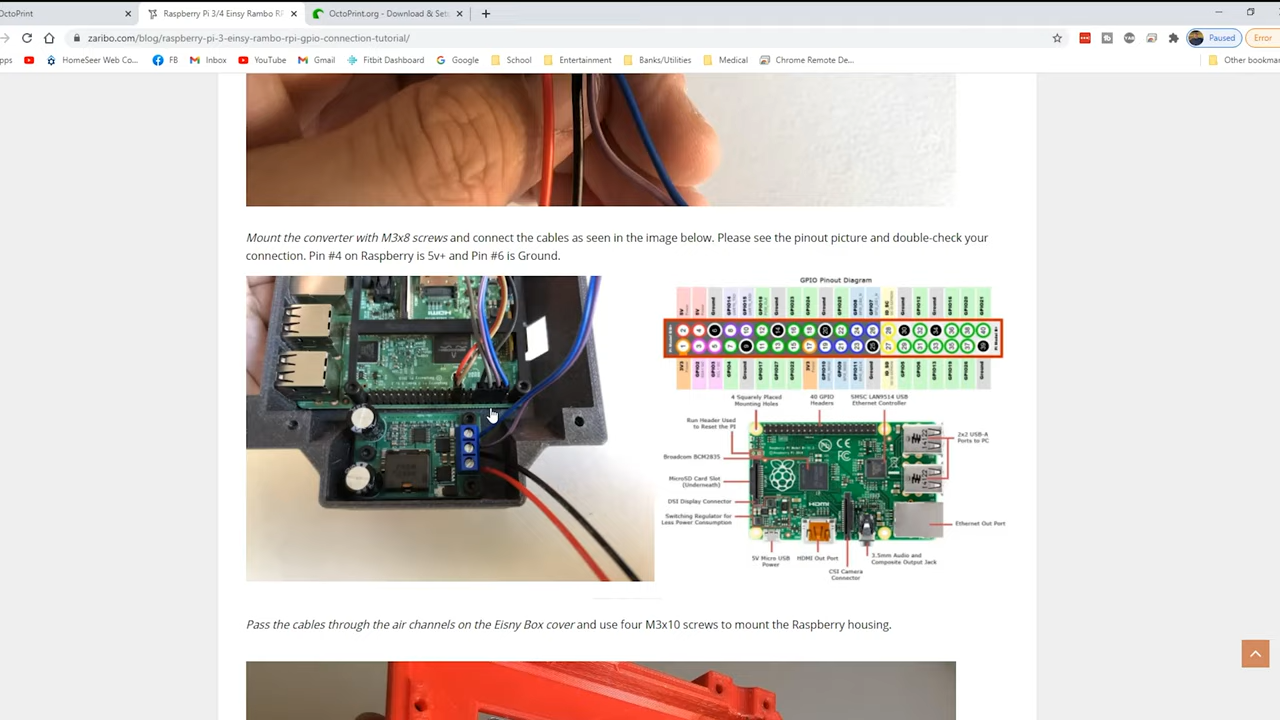 OctoPrint
Raspberry Pi 3/4 Einsy Rambo RP
OctoPrint.org - Download & Set
zaribo.com/blog/raspberry-pi-3-einsy-rambo-rpi-gpio-connection-tutorial/
Paused
Error
pps
HomeSeer Web Co...
FB
Inbox
YouTube
Gmail
Fitbit Dashboard
Google
School
Entertainment
Banks/Utilities
Medical
Chrome Remote De...
Other bookmar
Mount the converter with M3x8 screws and connect the cables as seen in the image below. Please see the pinout picture and double-check your
connection. Pin #4 on Raspberry is 5v+ and Pin #6 is Ground.
GPIO Pinout Diagram
4 Squarely Placed
Mounting Holes
40 GPIO
Headers
SMSC LAN9514 USB
Ethernet Controller
Run Header Used
to Reset the PI
Broadcom BCM2835
MicroSD Card Slot
(Underneath)
DSI Display Connector
Switching Regulator for
Less Power Consumption
2x2 USB-A
Ports to PC
Ethernet Out Port
5V Micro USB
Power
HDMI Out Port
CSI Camera
Connector
3.5mm Audio and
Composite Output Jack
Pass the cables through the air channels on the Eisny Box cover and use four M3x10 screws to mount the Raspberry housing.